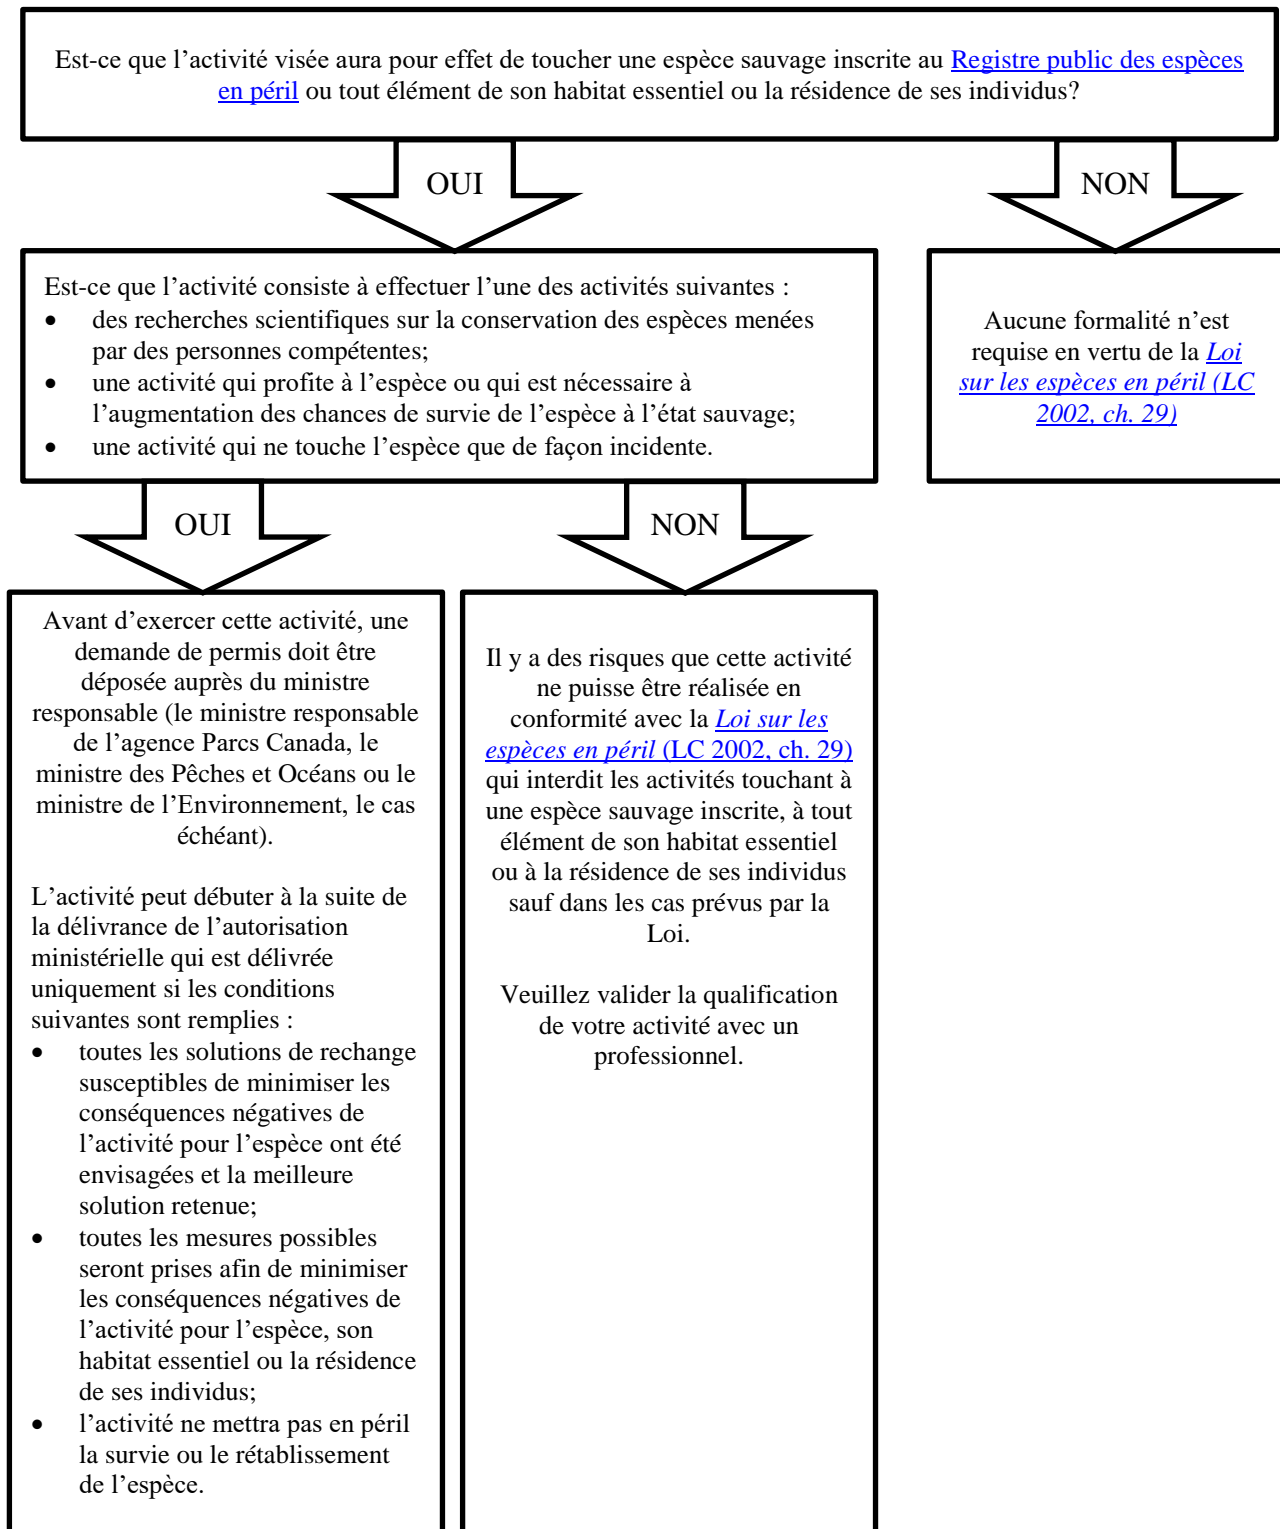 Est-ce que l’activité visée aura pour effet de toucher une espèce sauvage inscrite au Registre public des espèces
en péril ou tout élément de son habitat essentiel ou la résidence de ses individus?
OUI
NON
Est-ce que l’activité consiste à effectuer l’une des activités suivantes :
• des recherches scientifiques sur la conservation des espèces menées
par des personnes compétentes;
• une activité qui profite à l’espèce ou qui est nécessaire à
l’augmentation des chances de survie de l’espèce à l’état sauvage;
• une activité qui ne touche l’espèce que de façon incidente.
Aucune formalité n’est
requise en vertu de la Loi
sur les espèces en péril (LC
2002, ch. 29)
OUI
NON
Avant d’exercer cette activité, une
demande de permis doit être
déposée auprès du ministre
responsable (le ministre responsable
de l’agence Parcs Canada, le
ministre des Pêches et Océans ou le
ministre de l’Environnement, le cas
échéant).
L’activité peut débuter à la suite de
la délivrance de l’autorisation
ministérielle qui est délivrée
uniquement si les conditions
suivantes sont remplies :
• toutes les solutions de rechange
susceptibles de minimiser les
conséquences négatives de
l’activité pour l’espèce ont été
envisagées et la meilleure
solution retenue;
• toutes les mesures possibles
seront prises afin de minimiser
les conséquences négatives de
l’activité pour l’espèce, son
habitat essentiel ou la résidence
de ses individus;
• l’activité ne mettra pas en péril
la survie ou le rétablissement
de l’espèce.
Il y a des risques que cette activité
ne puisse être réalisée en
conformité avec la Loi sur les
espèces en péril (LC 2002, ch. 29)
qui interdit les activités touchant à
une espèce sauvage inscrite, à tout
élément de son habitat essentiel
ou à la résidence de ses individus
sauf dans les cas prévus par la
Loi.
Veuillez valider la qualification
de votre activité avec un
professionnel.